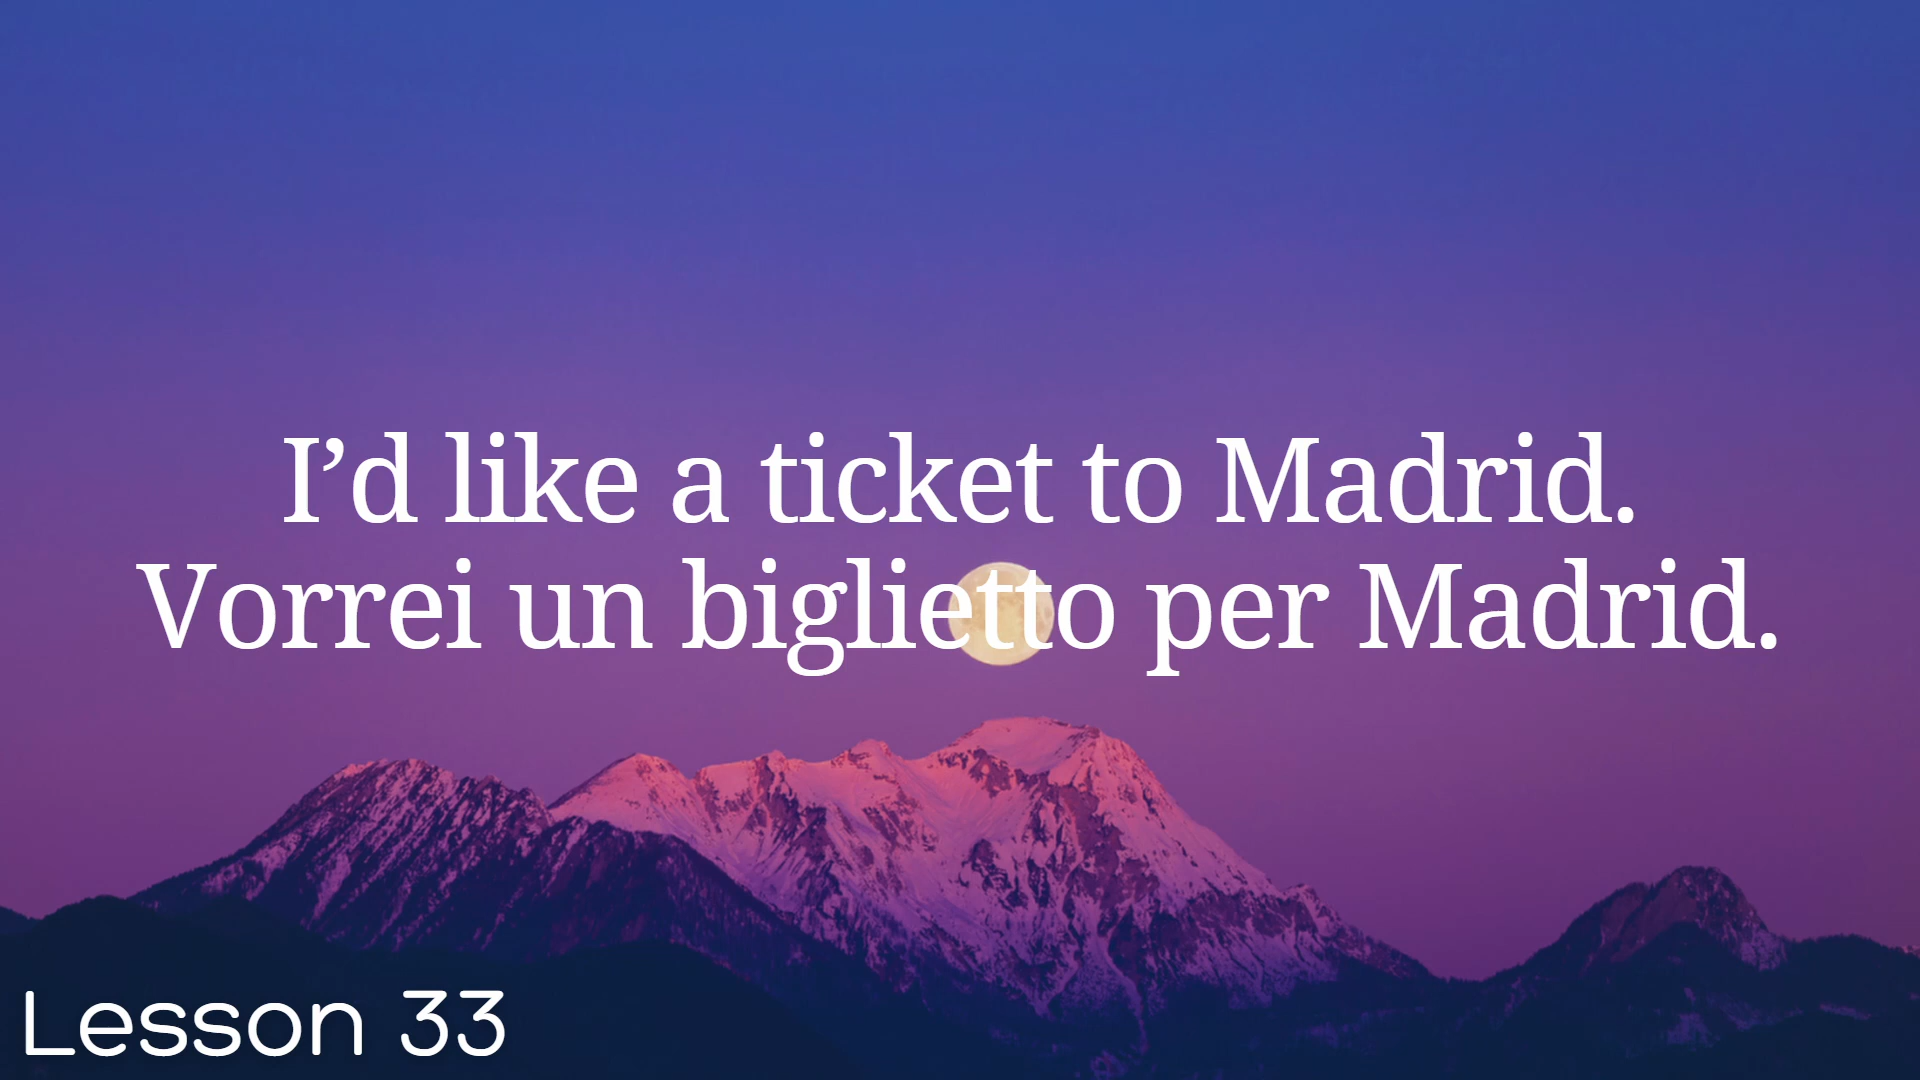 I’d like a ticket to Madrid.
Vorrei un biglietto per Madrid.
Lesson 33